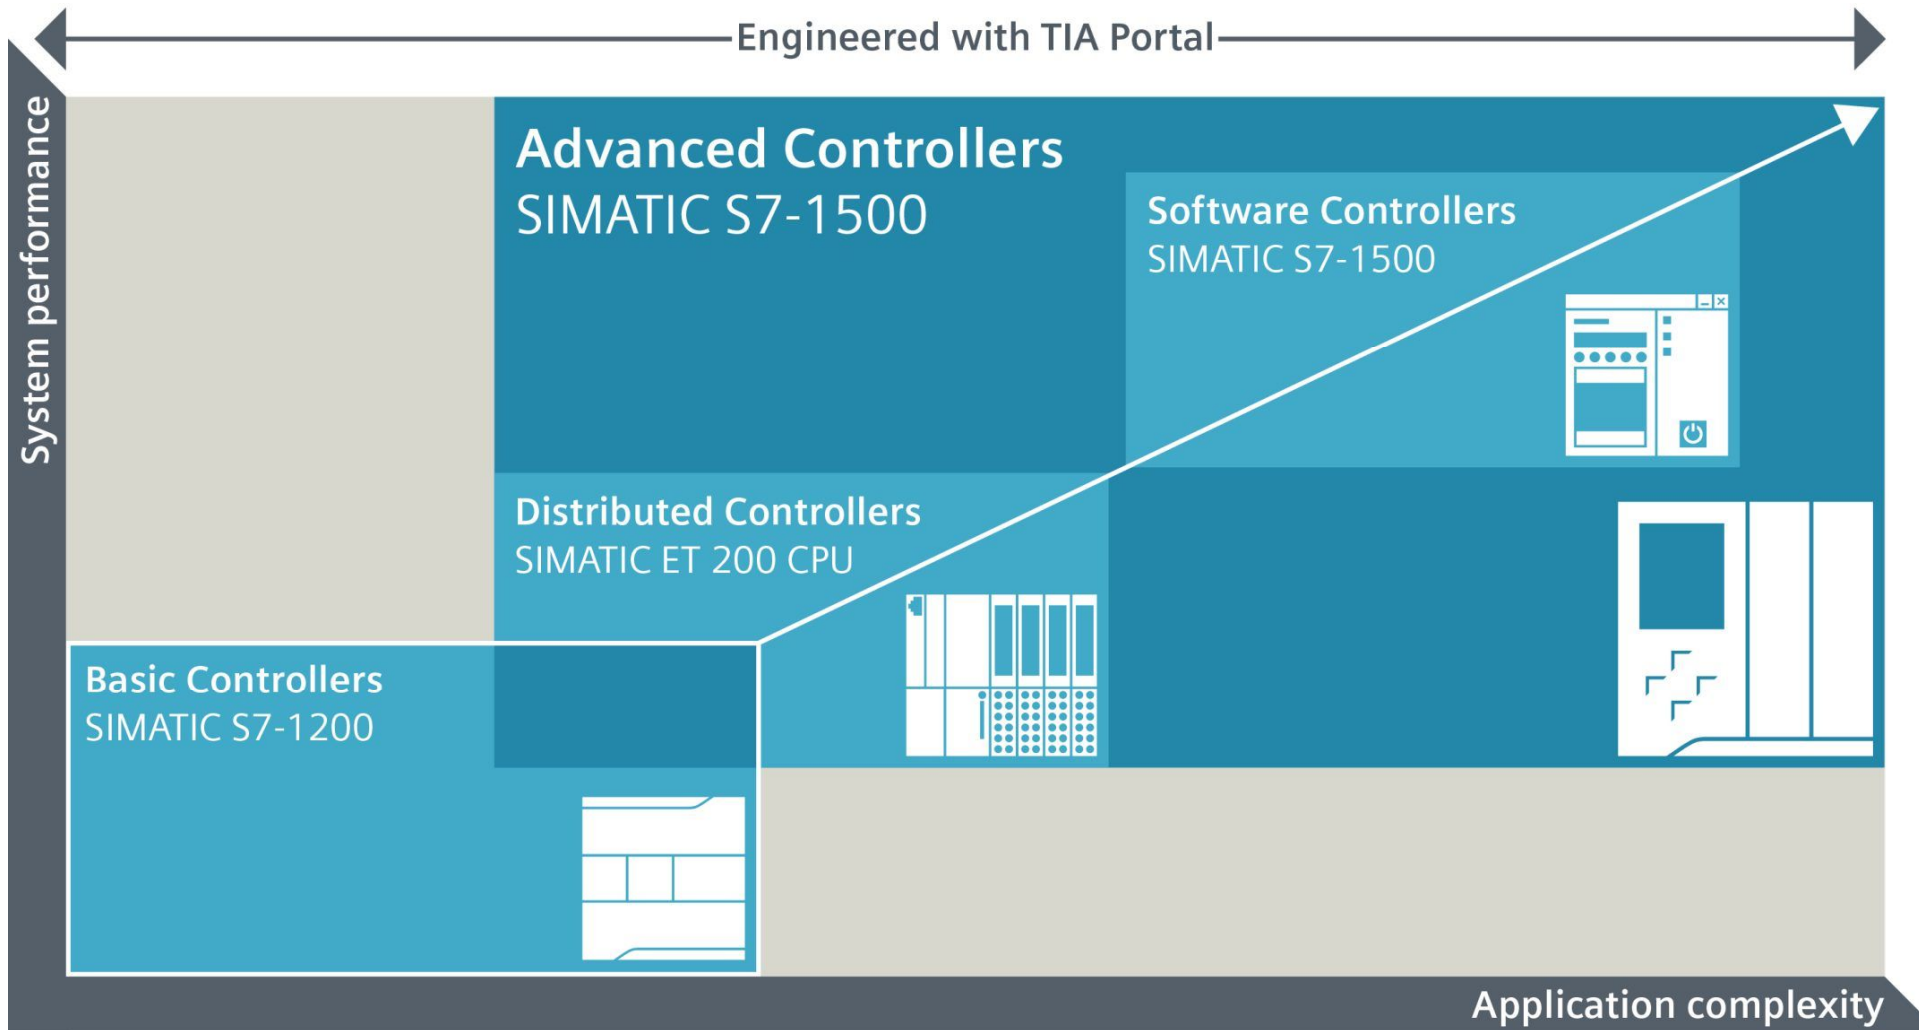 Engineered with TIA Portal
System performance
Advanced Controllers
SIMATIC S7-1500
Software Controllers
SIMATIC S7-1500
Distributed Controllers
SIMATIC ET 200 CPU
Basic Controllers
SIMATIC S7-1200
Application complexity